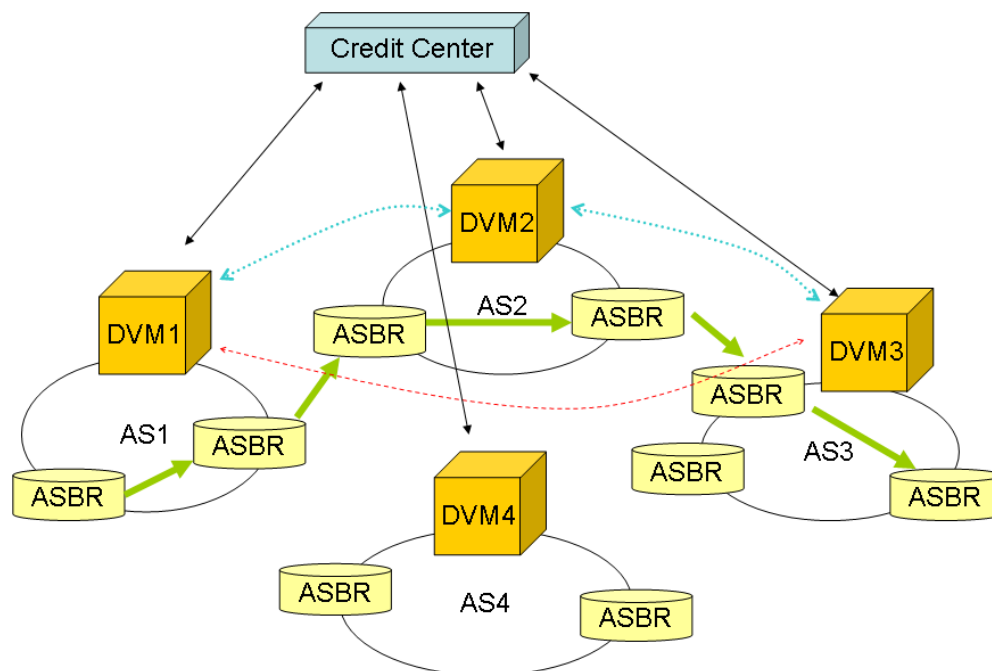 Credit Center
DVM2
DVM1
AS2
ASBR
ASBR
DVM3
ASBR
AS1
ASBR
AS3
ASBR
ASBR
ASBR
DVM4
ASBR
AS4
ASBR